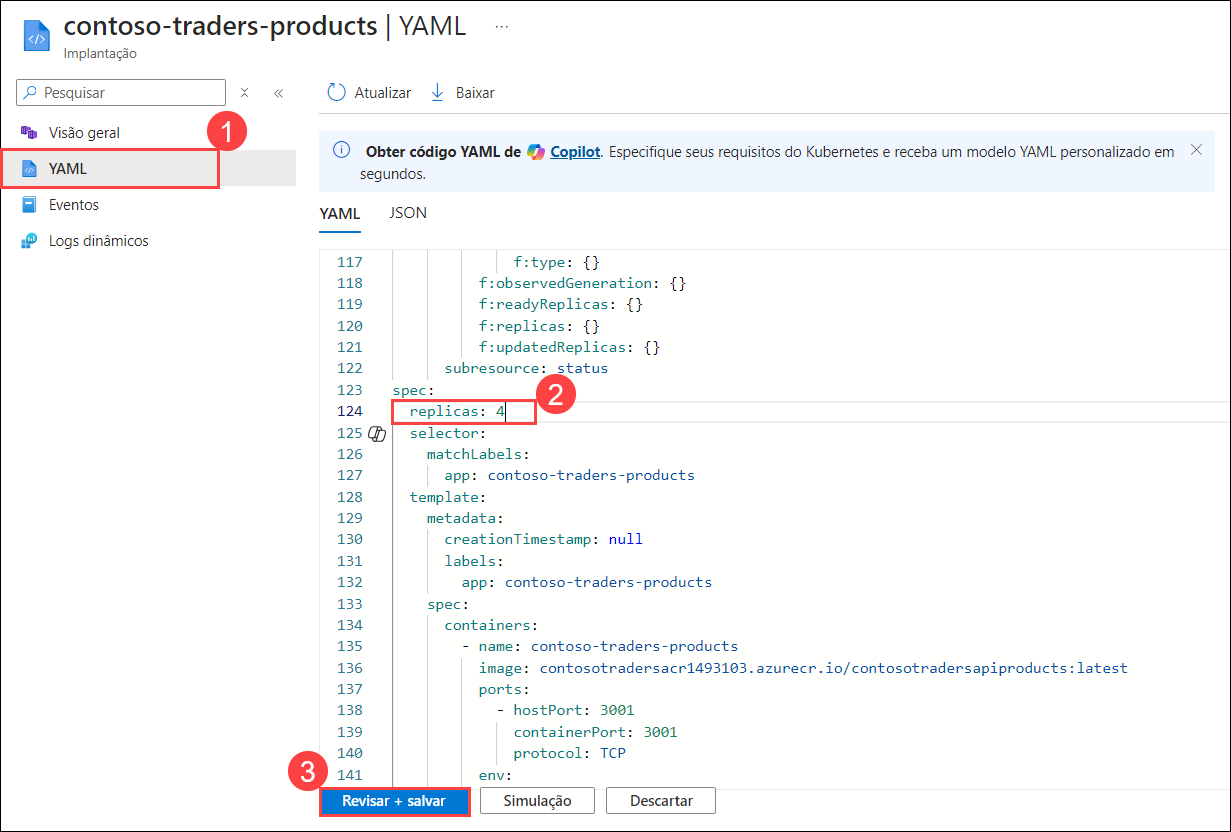 contoso-traders-products | YAML ...
Implantação
Pesquisar
Visão geral
1
YAML
Eventos
Logs dinâmicos
Atualizar Baixar
Obter código YAML de Copilot. Especifique seus requisitos do Kubernetes e receba um modelo YAML personalizado em
segundos.
YAML JSON
117 f:type: {}
118 f:observedGeneration: {}
119 f:readyReplicas: {}
120 f:replicas: {}
121 f:updatedReplicas: {}
122 subresource: status
123 spec:
2
124 replicas: 4
125 selector:
126 matchLabels:
127 app: contoso-traders-products
128 template:
129 metadata:
130 creationTimestamp: null
131 labels:
132 app: contoso-traders-products
133 spec:
134 containers:
135 - name: contoso-traders-products
136 image: contosotradersacr1493103.azurecr.io/contosotradersapiproducts:latest
137 ports:
138 - hostPort: 3001
139 containerPort: 3001
140 protocol: TCP
141 env:
3
Revisar + salvar Simulação Descartar